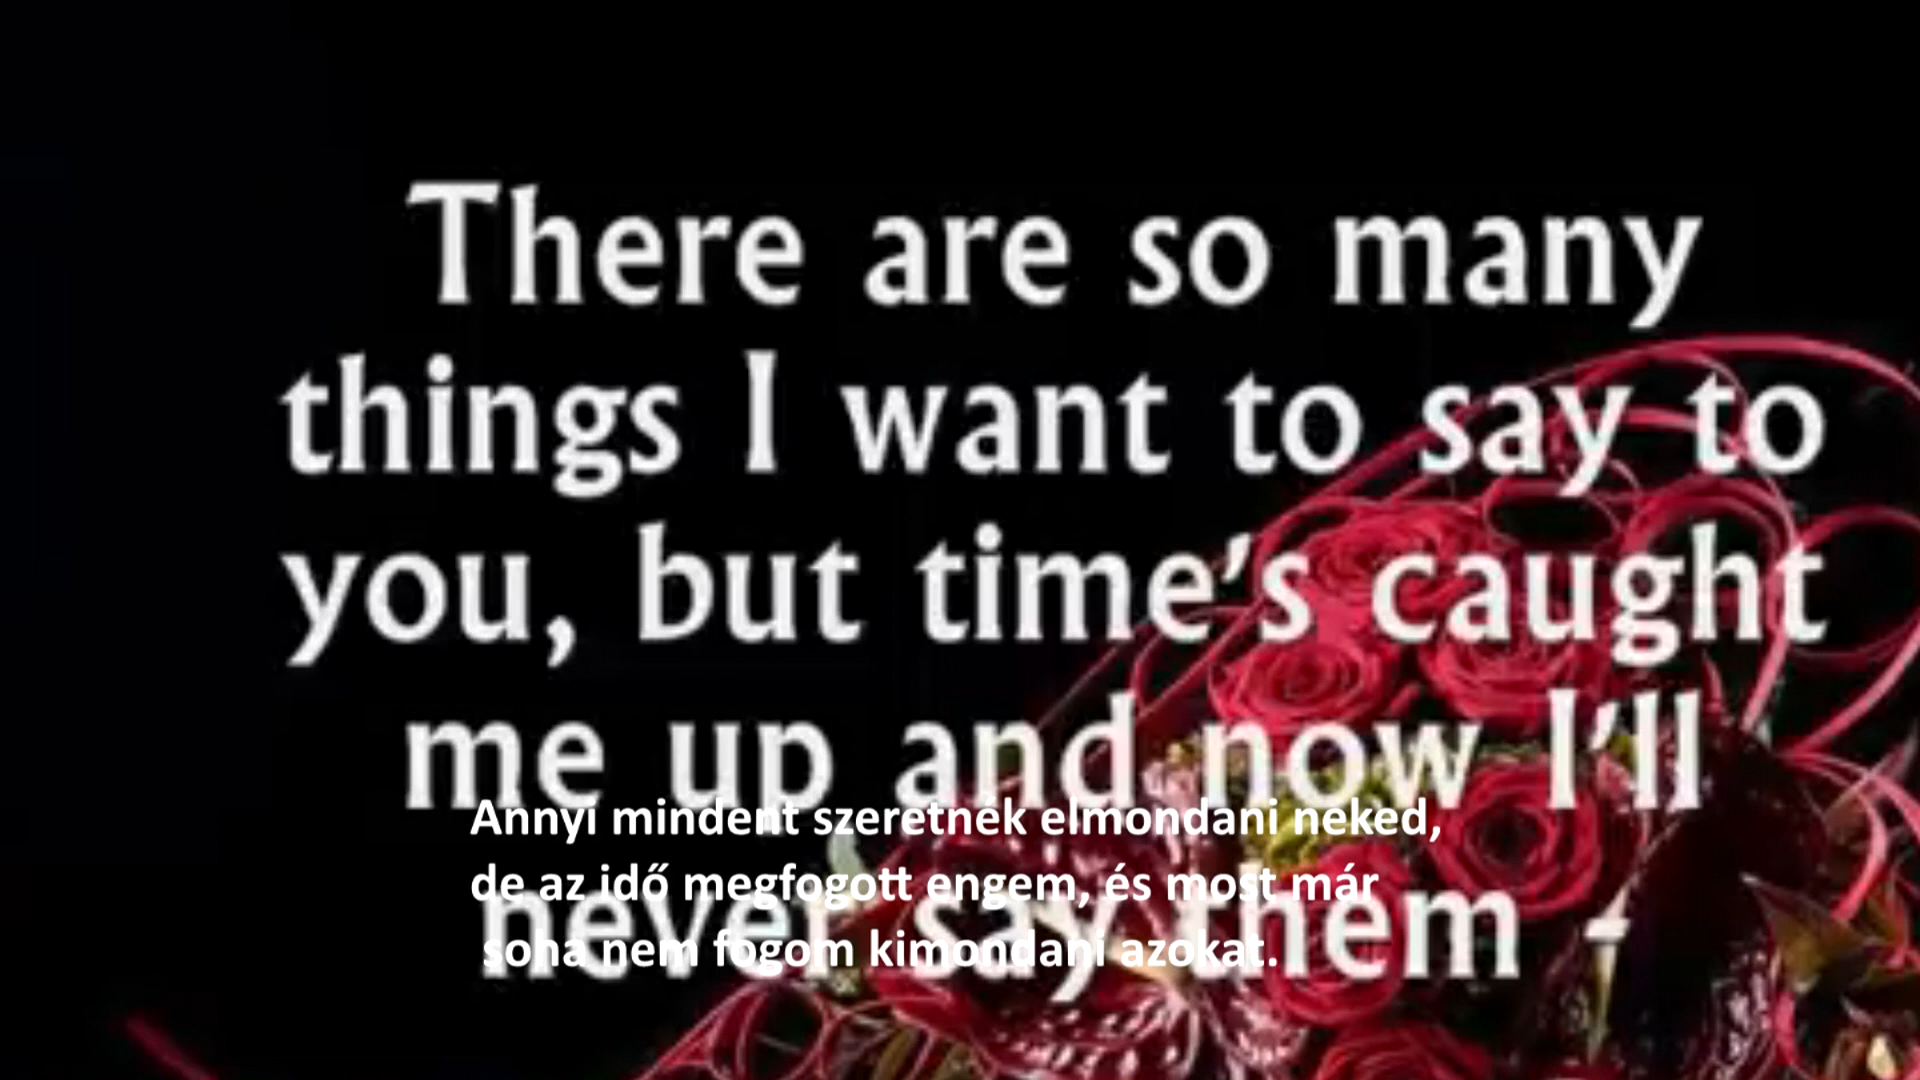 There are so many
things I want to say to
you, but time's caught
me up and now I'll
never say them -
Annyi mindent szeretnék elmondani neked,
de az idő megfogott engem, és most már
soha nem fogom kimondani azokat.